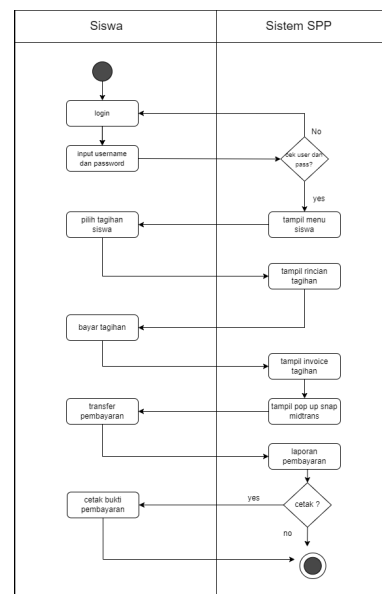 Siswa
Sistem SPP
login
No
input username
dan password
cek user dan
pass?
yes
pilih tagihan
siswa
tampil menu
siswa
tampil rincian
tagihan
bayar tagihan
tampil invoice
tagihan
transfer
pembayaran
tampil pop up snap
midtrans
laporan
pembayaran
cetak bukti
pembayaran
yes
cetak ?
no